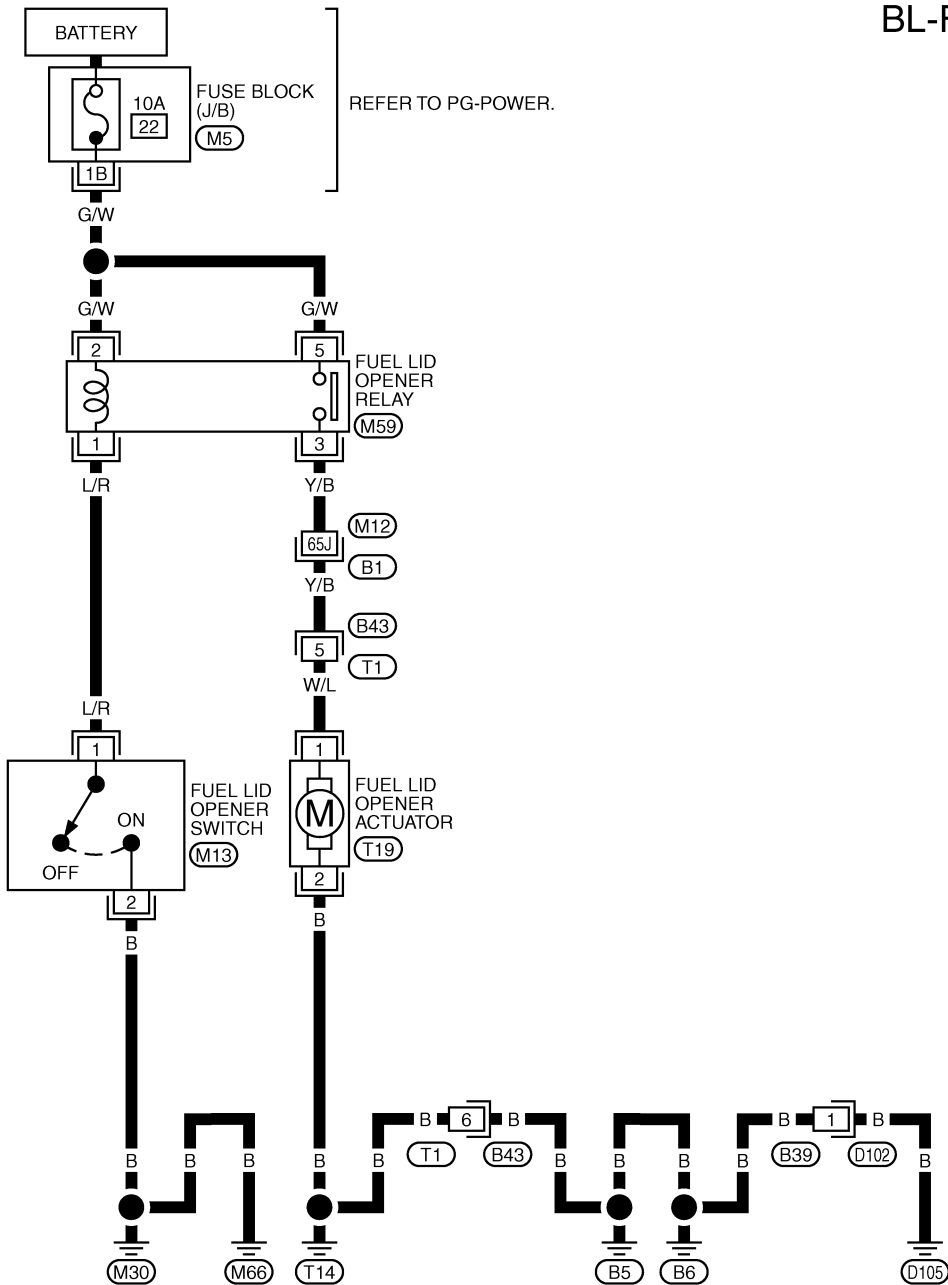 BL-F
BATTERY
10A
22
FUSE BLOCK
(J/B)
M5
REFER TO PG-POWER.
1B
G/W
G/W
G/W
2
5
FUEL LID
OPENER
RELAY
M59
1
3
L/R
Y/B
M12
65J
B1
Y/B
B43
5
T1
W/L
L/R
1
1
FUEL LID
OPENER
SWITCH
M13
ON
OFF
M
FUEL LID
OPENER
ACTUATOR
T19
2
2
B
B
B
6
B
B
1
B
T1
B43
B39
D102
B
B
B
B
B
B
B
B
B
B
M30
M66
T14
B5
B6
D105